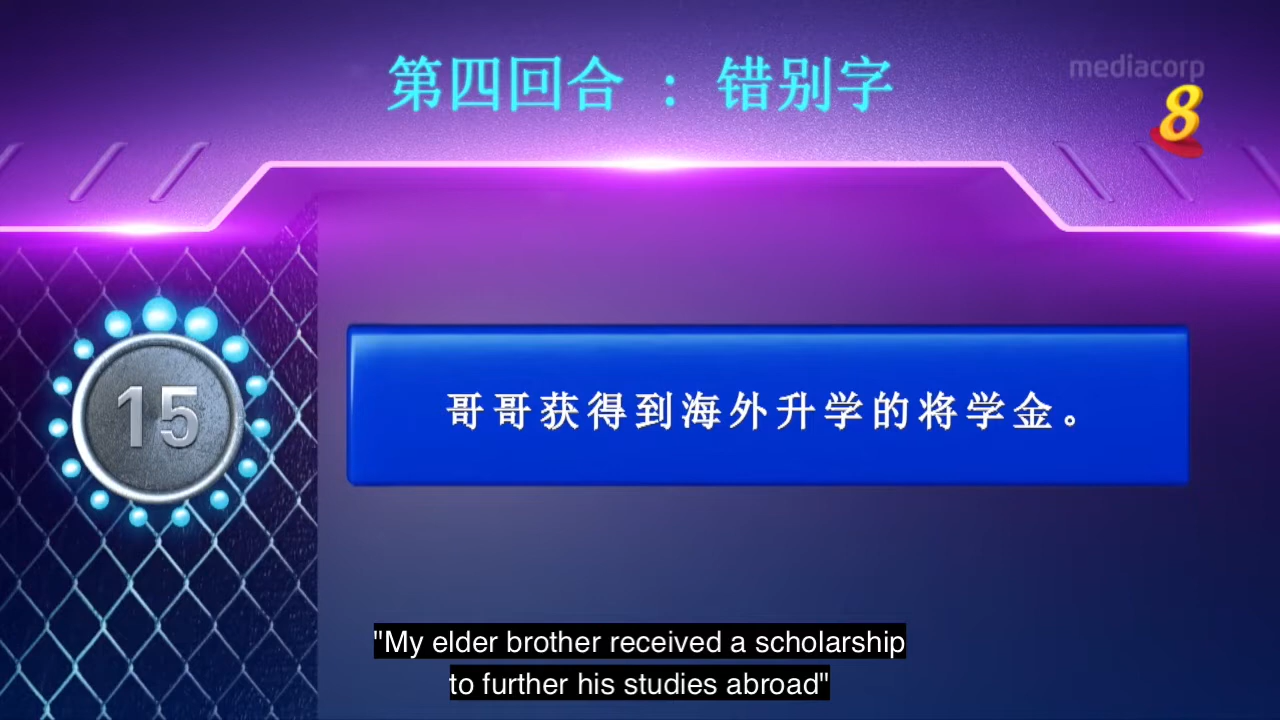 第四回合 : 错别字
mediacorp
8
15
哥哥获得到海外升学的将学金。
"My elder brother received a scholarship
to further his studies abroad"